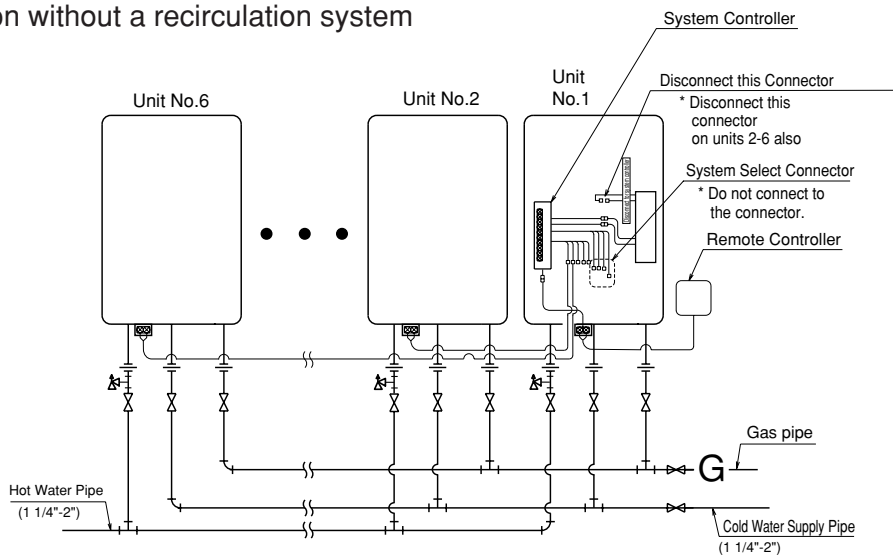 on without a recirculation system
System Controller
Unit No.6
Unit No.2
Unit
No.1
Disconnect this Connector
* Disconnect this
connector
on units 2-6 also
System Select Connector
* Do not connect to
the connector.
Remote Controller
Gas pipe
G
Hot Water Pipe
(1 1/4"-2")
Cold Water Supply Pipe
(1 1/4"-2")